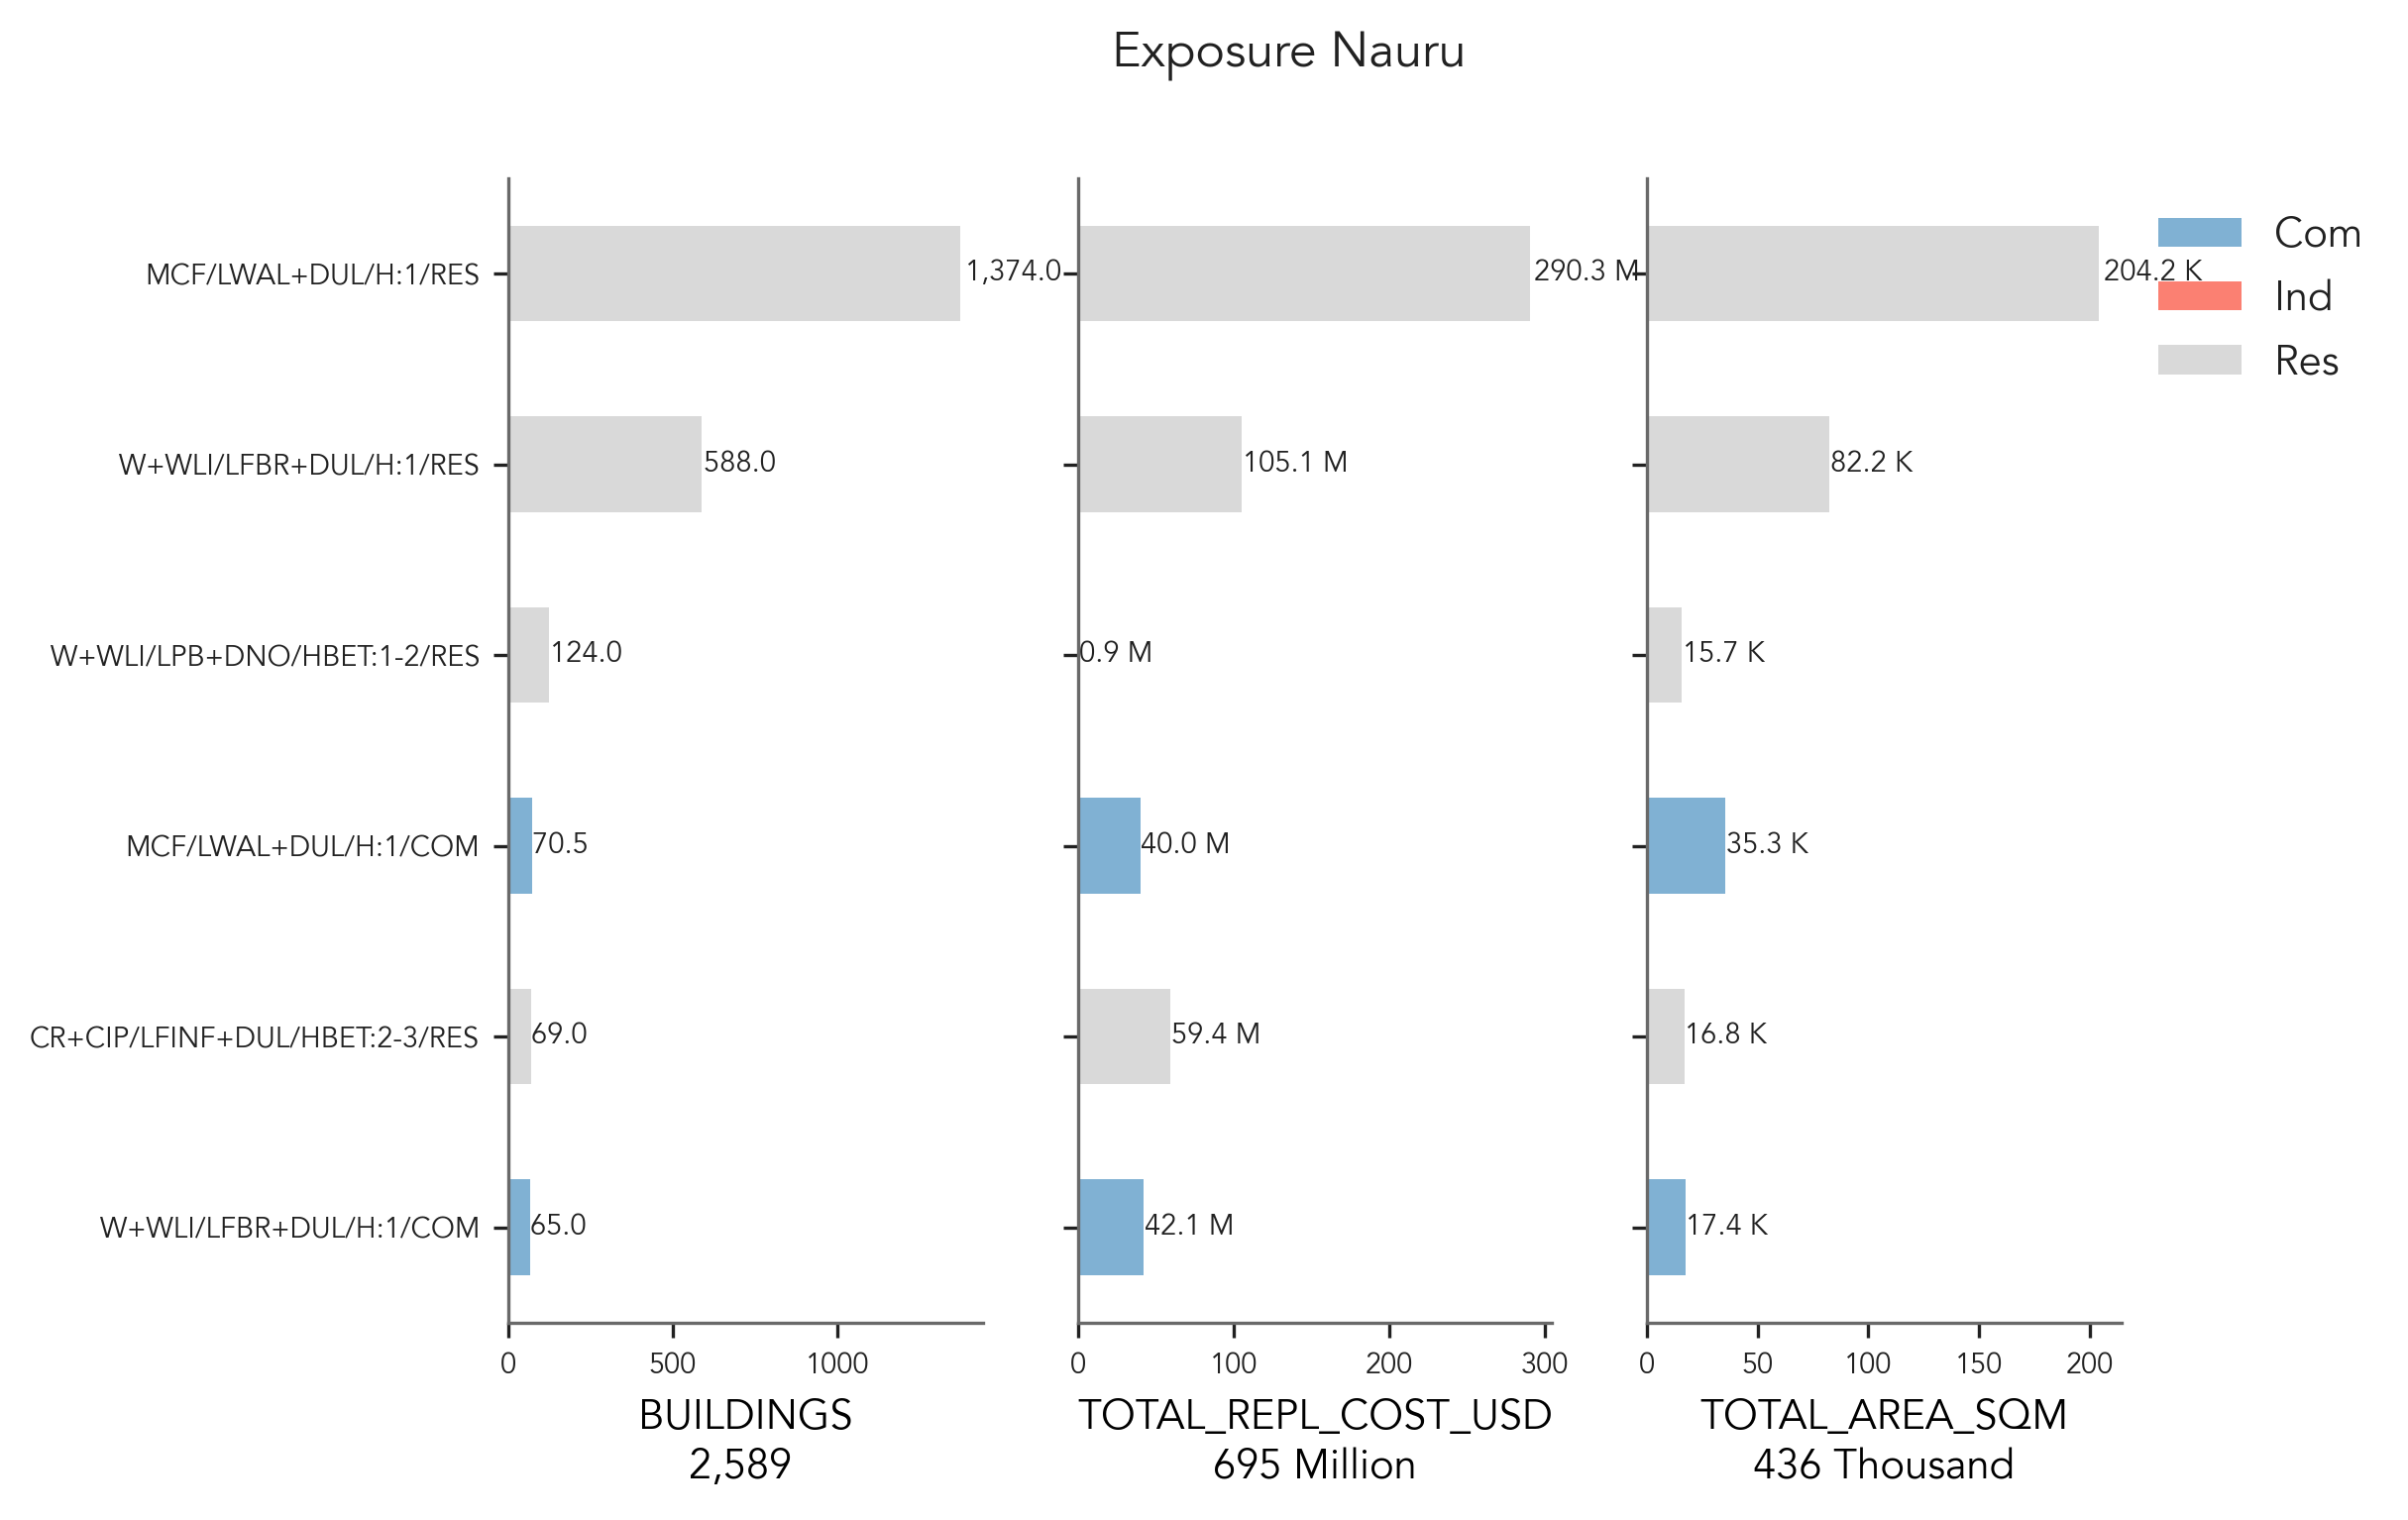 Exposure Nauru
MCF/LWAL+DUL/H:1/RES 1,374.0 290.3 M 204.2 K
W+WLI/LFBR+DUL/H:1/RES 588.0 105.1 M 82.2 K
W+WLI/LPB+DNO/HBET:1-2/RES 124.0 0.9 M 15.7 K
MCF/LWAL+DUL/H:1/COM 70.5 40.0 M 35.3 K
CR+CIP/LFINF+DUL/HBET:2-3/RES 69.0 59.4 M 16.8 K
W+WLI/LFBR+DUL/H:1/COM 65.0 42.1 M 17.4 K
0 500 1000
BUILDINGS
2,589
0 100 200 300
TOTAL_REPL_COST_USD
695 Million
0 50 100 150 200
TOTAL_AREA_SQM
436 Thousand
Com
Ind
Res